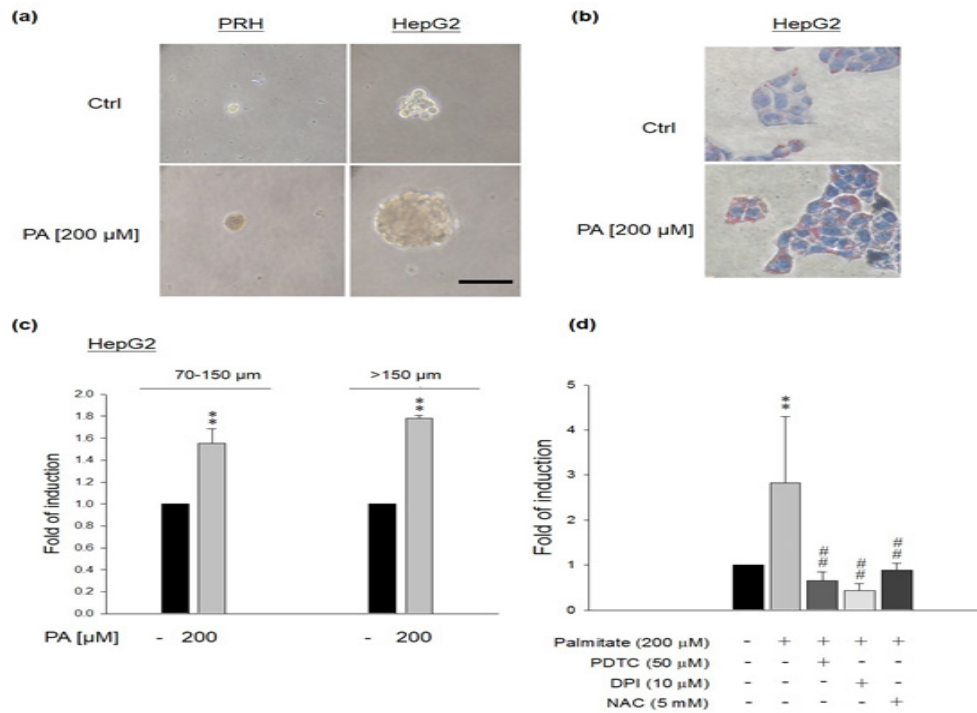 (a)
PRH HepG2
Ctrl
PA [200 µM]
(b)
HepG2
Ctrl
PA [200 µM]
(c)
HepG2
70-150 µm >150 µm
2.0
1.8
1.6
1.4
1.2
1.0
0.8
0.6
0.4
0.2
0.0
Fold of induction
** **
PA [µM] - 200 - 200
(d)
5
4
3
2
1
0
Fold of induction
** ## ## ##
Palmitate (200 µM) - + + + +
PDTC (50 µM) - - + - -
DPI (10 µM) - - - + -
NAC (5 mM) - - - - +